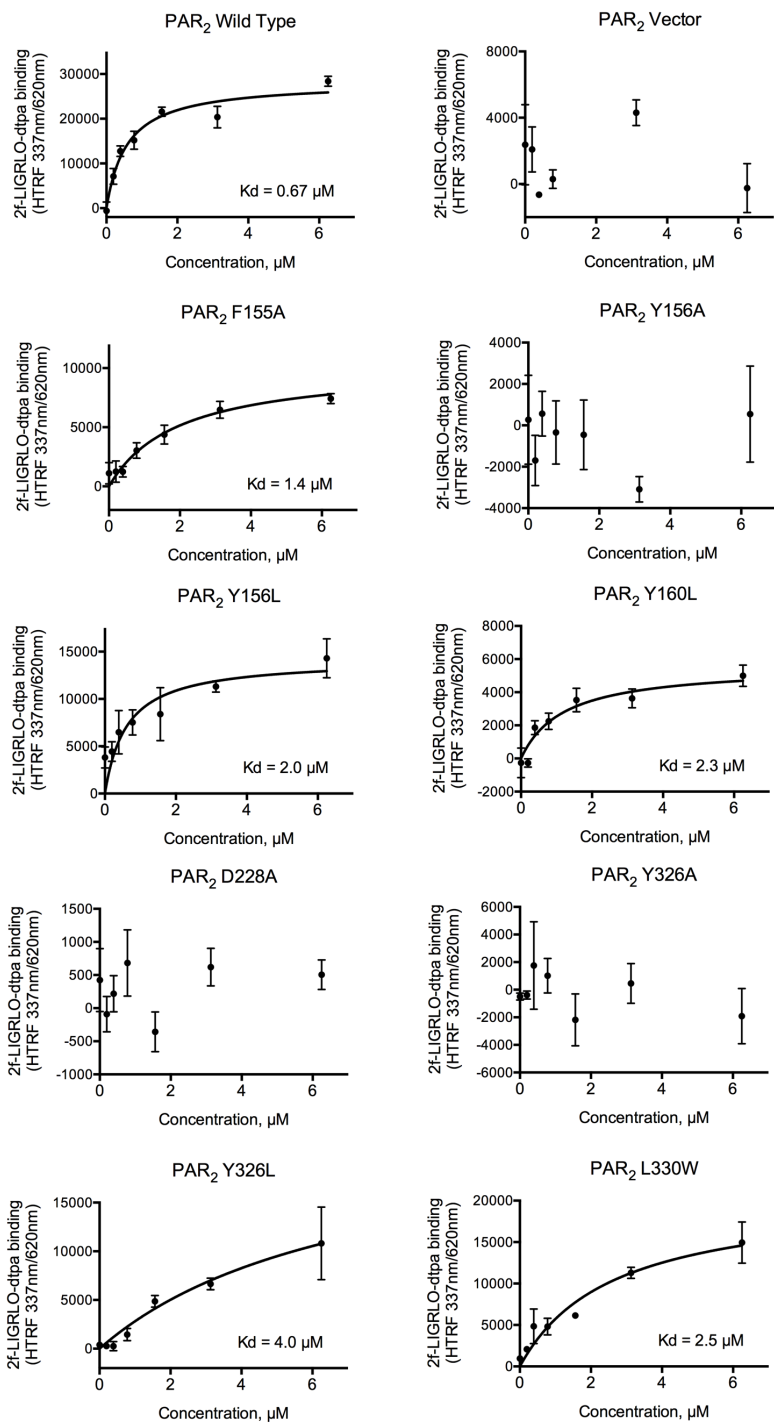 PAR2 Wild Type
2f-LIGRLO-dtpa binding
(HTRF 337nm/620nm)
30000
20000
10000
0
Kd = 0.67 µM
0 2 4 6
Concentration, µM
PAR2 Vector
2f-LIGRLO-dtpa binding
(HTRF 337nm/620nm)
8000
4000
0
0 2 4 6
Concentration, µM
PAR2 F155A
2f-LIGRLO-dtpa binding
(HTRF 337nm/620nm)
10000
5000
0
Kd = 1.4 µM
0 2 4 6
Concentration, µM
PAR2 Y156A
2f-LIGRLO-dtpa binding
(HTRF 337nm/620nm)
4000
2000
0
-2000
-4000
0 2 4 6
Concentration, µM
PAR2 Y156L
2f-LIGRLO-dtpa binding
(HTRF 337nm/620nm)
15000
10000
5000
0
Kd = 2.0 µM
0 2 4 6
Concentration, µM
PAR2 Y160L
2f-LIGRLO-dtpa binding
(HTRF 337nm/620nm)
8000
6000
4000
2000
0
-2000
Kd = 2.3 µM
0 2 4 6
Concentration, µM
PAR2 D228A
2f-LIGRLO-dtpa binding
(HTRF 337nm/620nm)
1500
1000
500
0
-500
-1000
0 2 4 6
Concentration, µM
PAR2 Y326A
2f-LIGRLO-dtpa binding
(HTRF 337nm/620nm)
6000
4000
2000
0
-2000
-4000
-6000
0 2 4 6
Concentration, µM
PAR2 Y326L
2f-LIGRLO-dtpa binding
(HTRF 337nm/620nm)
15000
10000
5000
0
Kd = 4.0 µM
0 2 4 6
Concentration, µM
PAR2 L330W
2f-LIGRLO-dtpa binding
(HTRF 337nm/620nm)
20000
15000
10000
5000
0
Kd = 2.5 µM
0 2 4 6
Concentration, µM